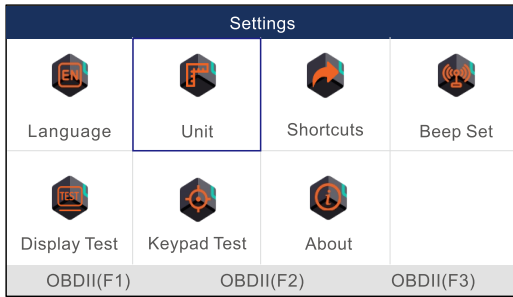 Settings
EN
Language
Unit
Shortcuts
Beep Set
TEST
Display Test
Keypad Test
i
About
OBDII(F1) OBDII(F2) OBDII(F3)